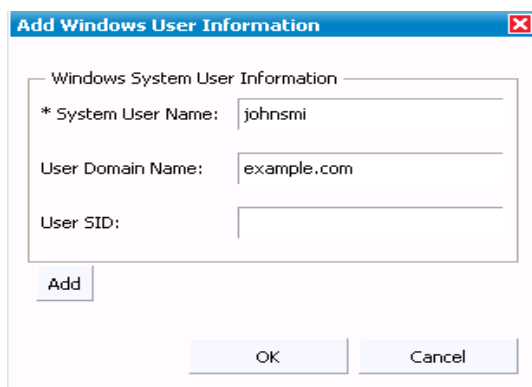 Add Windows User Information
Windows System User Information
* System User Name: johnsmi
User Domain Name: example.com
User SID:
Add
OK Cancel